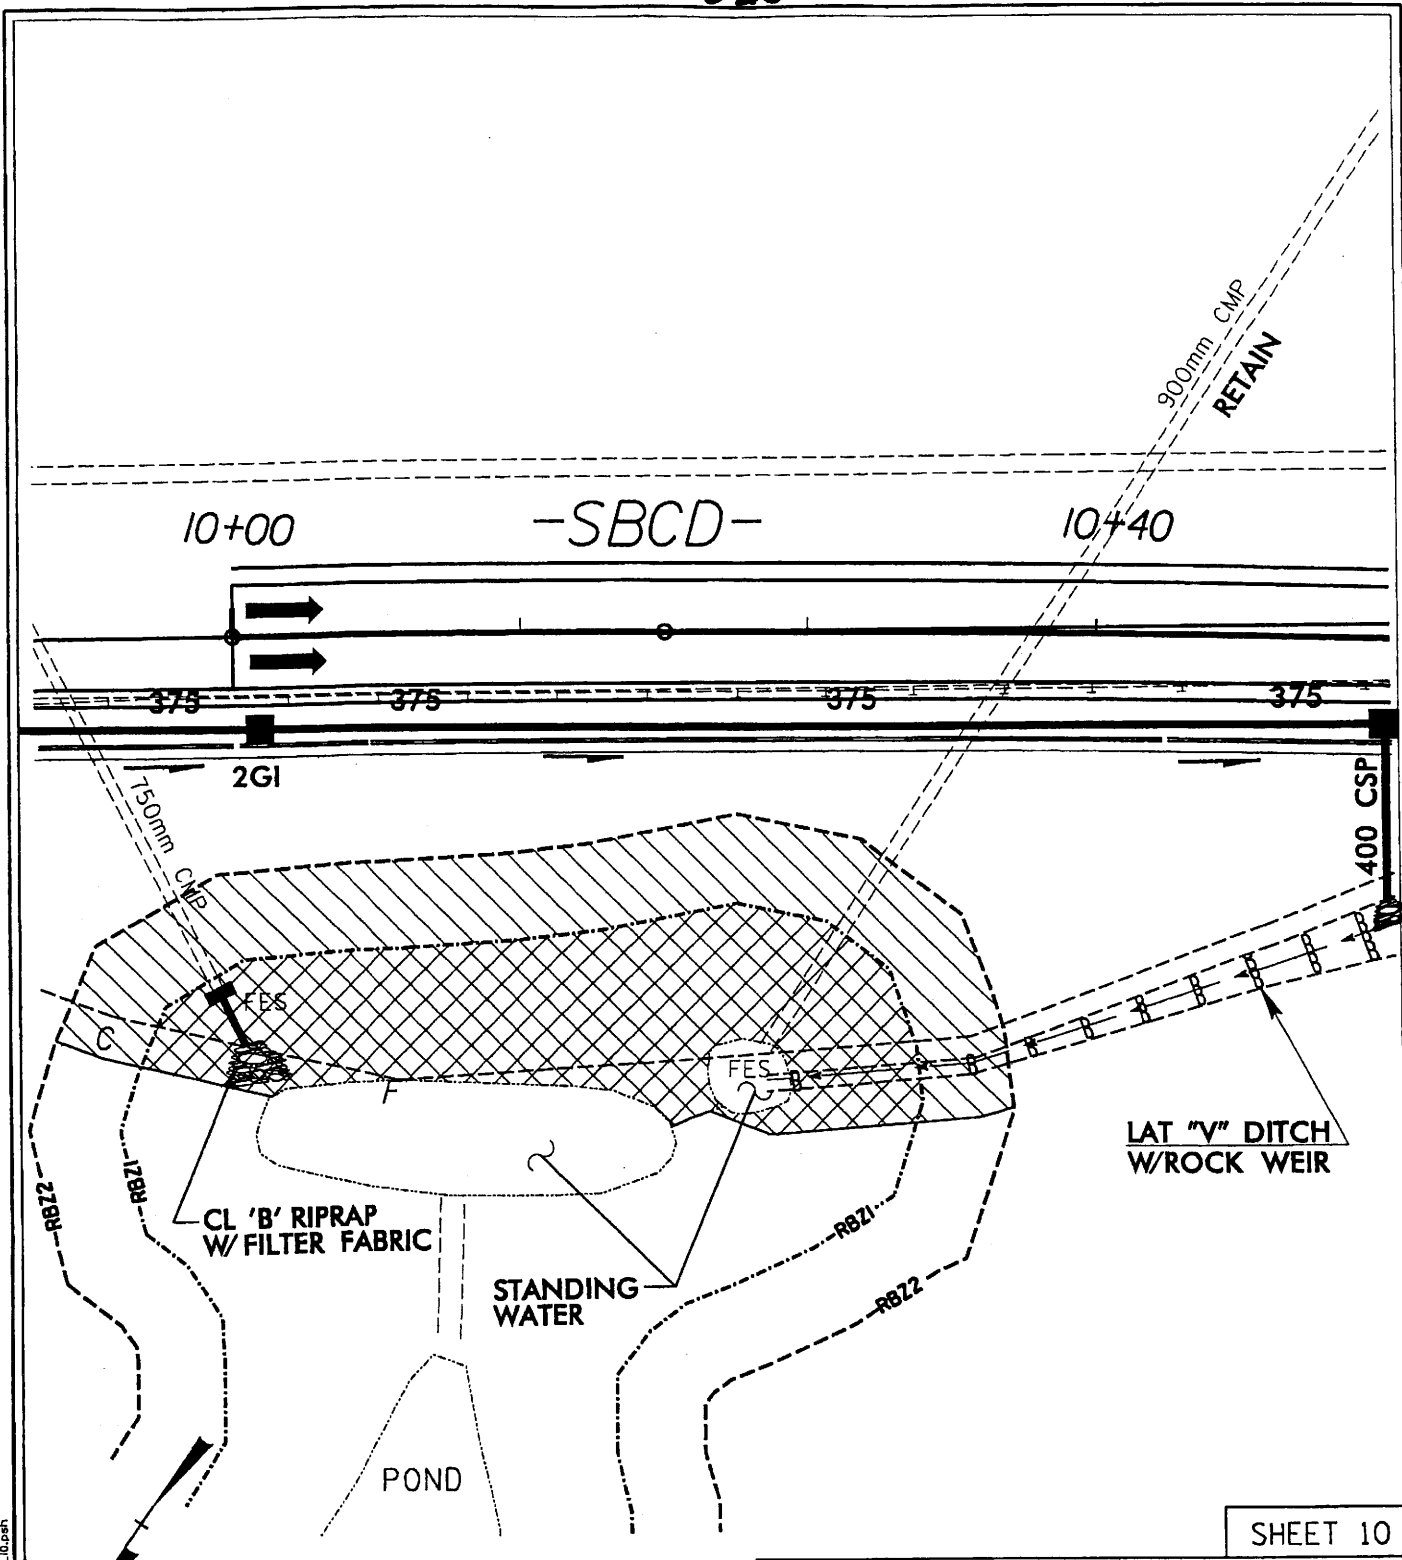 900mm CMP
RETAIN
10+00
-SBCD-
10+40
375
375
375
375
2GI
750mm CMP
400 CSP
FES
C
F
FES
LAT "V" DITCH
W/ROCK WEIR
RBZ2
RBZ1
CL 'B' RIPRAP
W/ FILTER FABRIC
RBZ1
STANDING
WATER
RBZ2
POND
SHEET 10